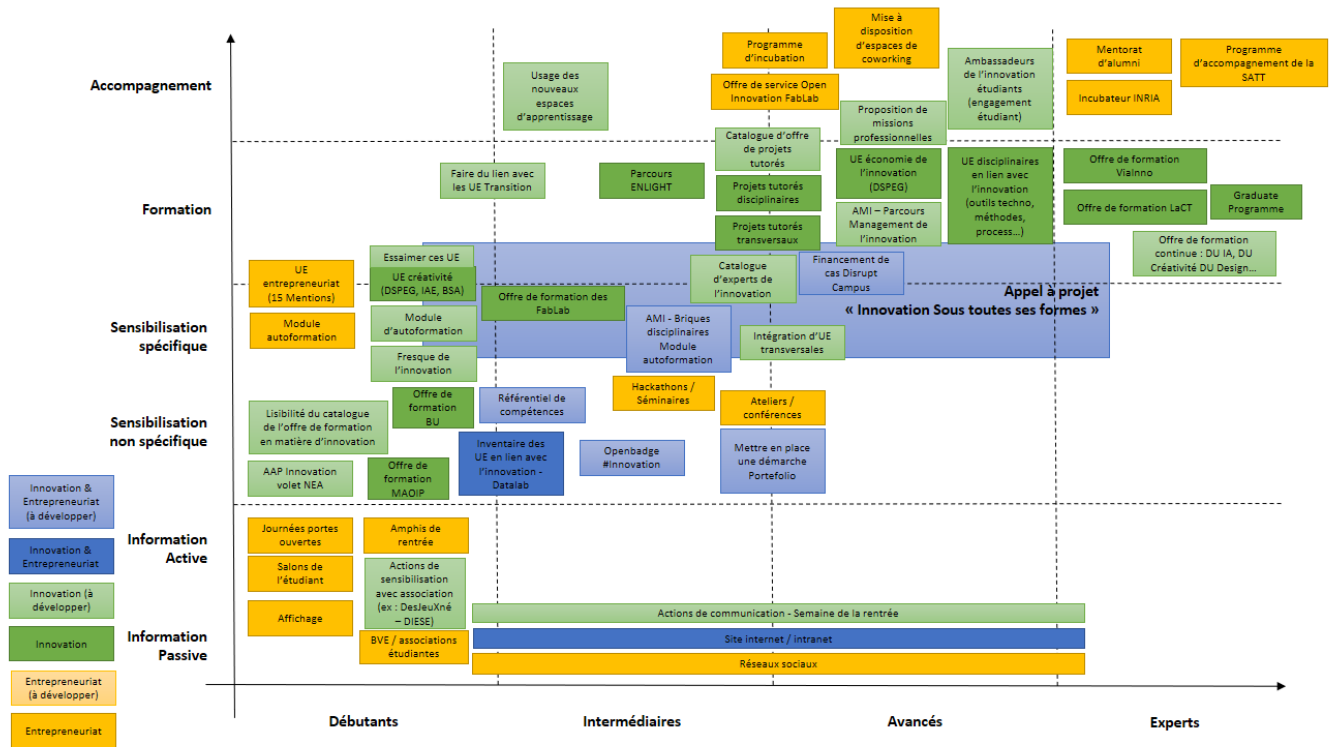 Accompagnement
Usage des
nouveaux
espaces
d'apprentissage
Programme
d'incubation
Offre de service Open
Innovation FabLab
Mise à
disposition
d'espaces de
coworking
Proposition de
missions
professionnelles
Ambassadeurs
de l'innovation
étudiants
(engagement
étudiant)
Mentorat
d'alumni
Programme
d'accompagnement de la
SATT
Incubateur INRIA
Formation
Faire du lien avec
les UE Transition
Parcours
ENLIGHT
Catalogue d'offre
de projets
tutorés
Projets tutorés
disciplinaires
Projets tutorés
transversaux
UE économie de
l'innovation
(DSPEG)
AMI – Parcours
Management de
l'innovation
UE disciplinaires
en lien avec
l'innovation
(outils techno,
méthodes,
process...)
Offre de formation
ViaInno
Offre de formation LaCT
Graduate
Programme
Offre de formation
continue : DU IA, DU
Créativité DU Design...
Sensibilisation
spécifique
UE
entrepreneuriat
(15 Mentions)
Module
autoformation
Essaimer ces UE
UE créativité
(DSPEG, IAE, BSA)
Module
d'autoformation
Fresque de
l'innovation
Offre de formation des
FabLab
AMI - Briques
disciplinaires
Module
autoformation
Catalogue
d'experts de
l'innovation
Financement de
cas Disrupt
Campus
Intégration d'UE
transversales
Appel à projet
« Innovation Sous toutes ses formes »
Sensibilisation
non spécifique
Lisibilité du catalogue
de l'offre de formation
en matière d'innovation
AAP Innovation
volet NEA
Offre de
formation
BU
Offre de
formation
MAOIP
Référentiel de
compétences
Inventaire des
UE en lien avec
l'innovation -
Datalab
Hackathons /
Séminaires
Openbadge
#Innovation
Ateliers /
conférences
Mettre en place
une démarche
Portefolio
Information
Active
Journées portes
ouvertes
Salons de
l'étudiant
Amphis de
rentrée
Actions de
sensibilisation
avec association
(ex : DesJeuXné
– DIESE)
Information
Passive
Affichage
BVE / associations
étudiantes
Actions de communication - Semaine de la rentrée
Site internet / intranet
Réseaux sociaux
Débutants
Intermédiaires
Avancés
Experts
Innovation &
Entrepreneuriat
(à développer)
Innovation &
Entrepreneuriat
Innovation (à
développer)
Innovation
Entrepreneuriat
(à développer)
Entrepreneuriat